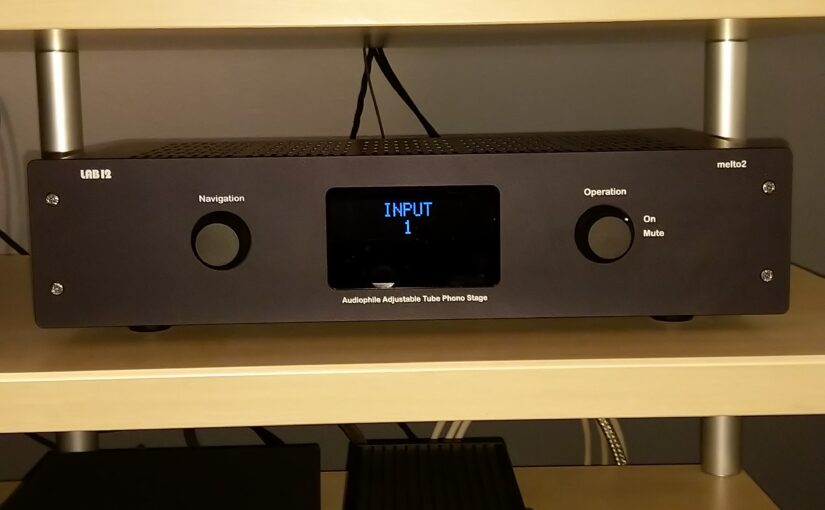 LAB12
melto2
Navigation
INPUT
1
Operation
On
Mute
Audiophile Adjustable Tube Phono Stage